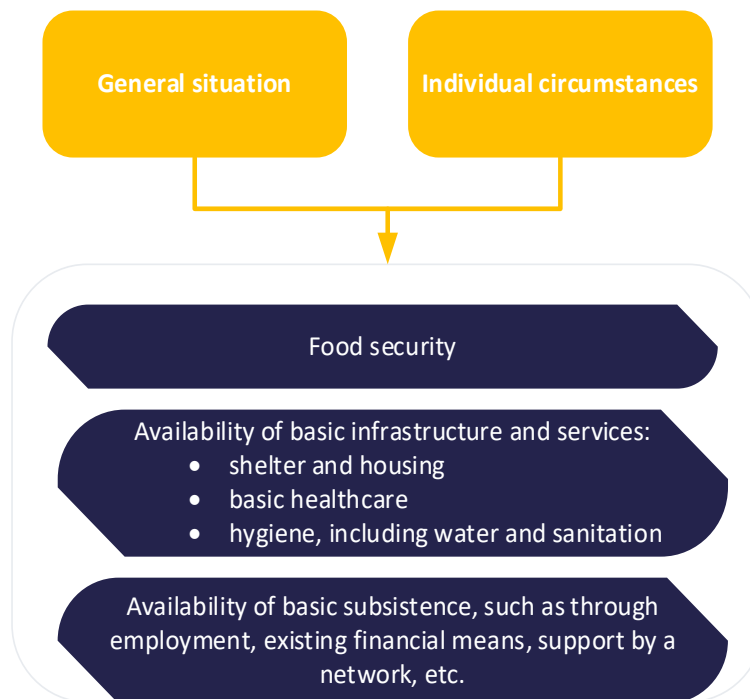 General situation
Individual circumstances
Food security
Availability of basic infrastructure and services:
• shelter and housing
• basic healthcare
• hygiene, including water and sanitation
Availability of basic subsistence, such as through
employment, existing financial means, support by a
network, etc.